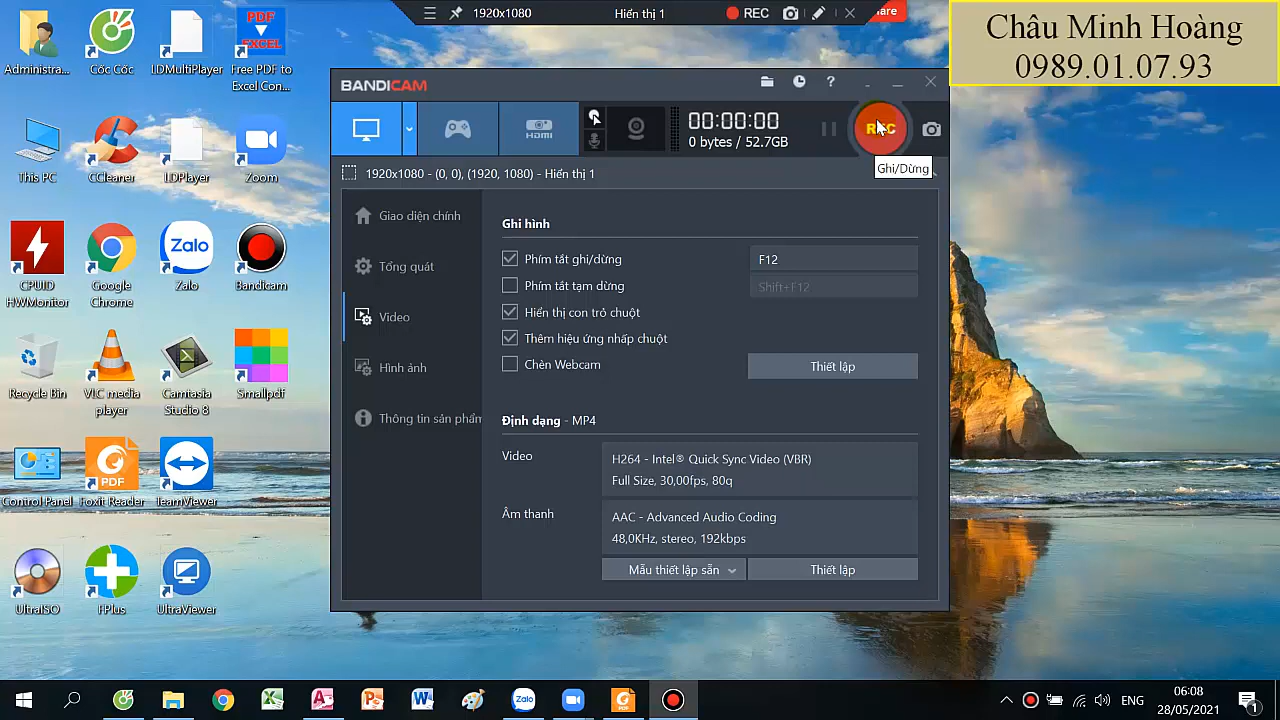 1920x1080
Hiển thị 1
REC
are
Châu Minh Hoàng
0989.01.07.93
Administra...
Cốc Cốc
LDMultiPlayer
PDF
EXCEL
Free PDF to
Excel Con...
This PC
CCleaner
LDPlayer
zoom
Zoom
CPUID
HWMonitor
Google
Chrome
Zalo
Zalo
Bandicam
Recycle Bin
VLC media
player
Camtasia
Studio 8
Smallpdf
Control Panel
PDF
Foxit Reader
TeamViewer
UltraISO
UltraViewer
BANDICAM
?
HDMI
00:00:00
0 bytes / 52.7GB
REC
Ghi/Dừng
1920x1080 - (0, 0), (1920, 1080) - Hiển thị 1
Giao diện chính
Tổng quát
Video
Hình ảnh
Thông tin sản phẩm
Ghi hình
Phím tắt ghi/dừng
F12
Phím tắt tạm dừng
Shift+F12
Hiển thị con trỏ chuột
Thêm hiệu ứng nhấp chuột
Chèn Webcam
Thiết lập
Định dạng - MP4
Video
H264 - Intel® Quick Sync Video (VBR)
Full Size, 30,00fps, 80q
Âm thanh
AAC - Advanced Audio Coding
48,0KHz, stereo, 192kbps
Mẫu thiết lập sẵn
Thiết lập
Zalo
ENG
06:08
28/05/2021
1